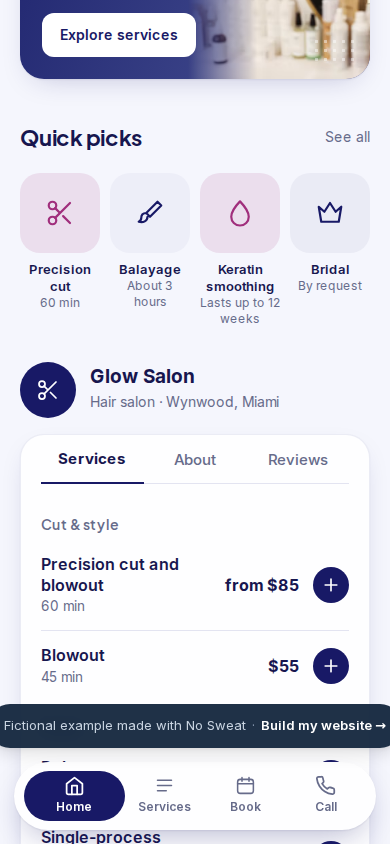 Explore services
Quick picks
See all
Precision cut
60 min
Balayage
About 3 hours
Keratin smoothing
Lasts up to 12 weeks
Bridal
By request
Glow Salon
Hair salon · Wynwood, Miami
Services
About
Reviews
Cut & style
Precision cut and
blowout
60 min
from $85
Blowout
45 min
$55
Fictional example made with No Sweat · Build my website →
Home
Services
Book
Call
Single-process